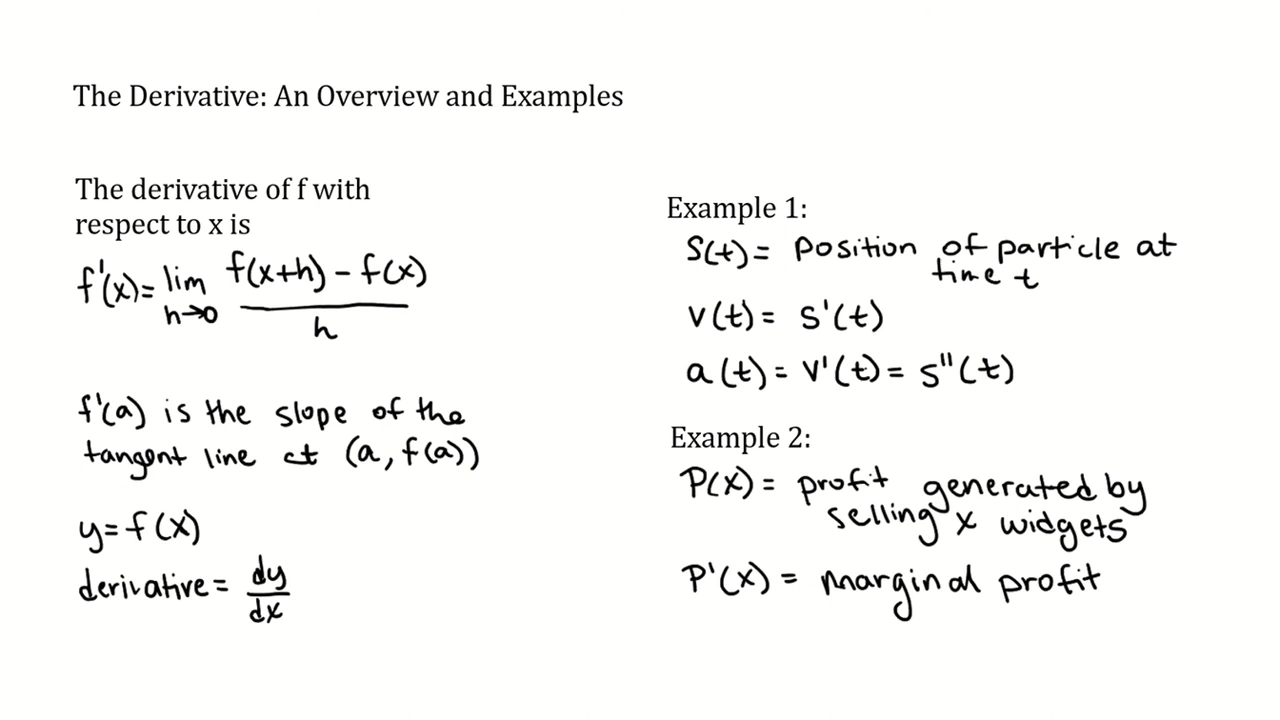 The Derivative: An Overview and Examples
The derivative of f with
respect to x is
f'(x) = lim h→0 (f(x+h) - f(x)) / h
f'(a) is the slope of the
tangent line at (a, f(a))
y = f(x)
derivative = dy/dx
Example 1:
s(t) = position of particle at
time t
v(t) = s'(t)
a(t) = v'(t) = s''(t)
Example 2:
P(x) = profit generated by
selling x widgets
P'(x) = marginal profit